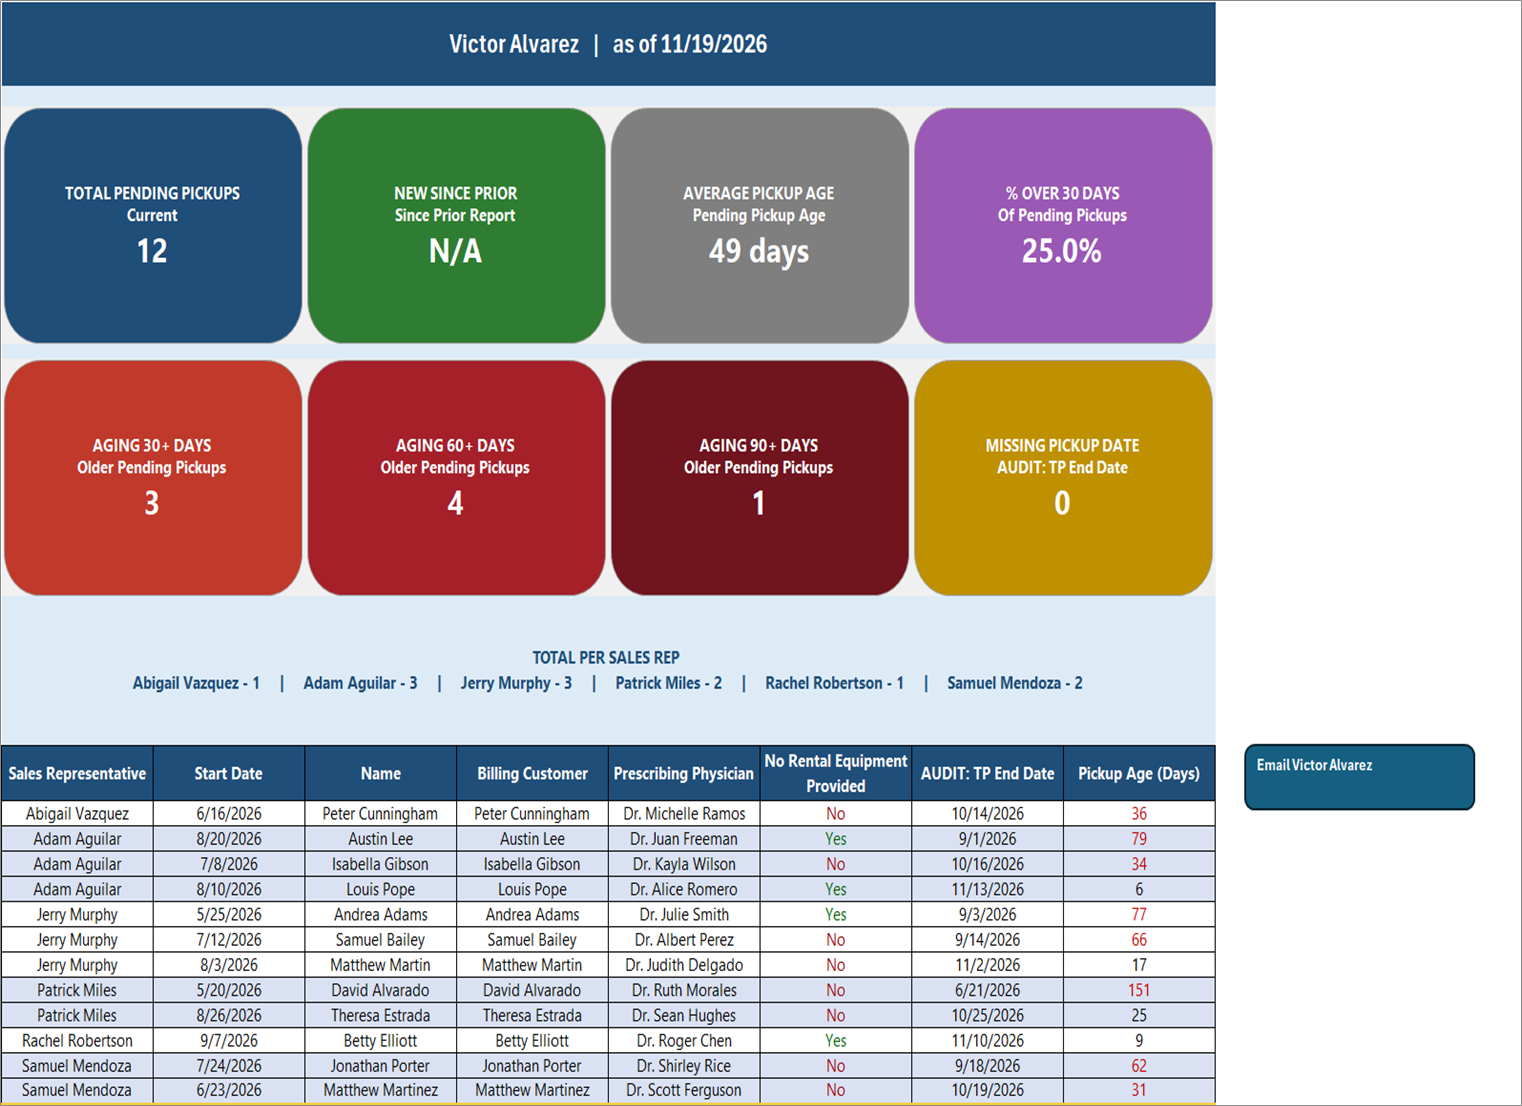 Victor Alvarez | as of 11/19/2026
TOTAL PENDING PICKUPS
Current
12
NEW SINCE PRIOR
Since Prior Report
N/A
AVERAGE PICKUP AGE
Pending Pickup Age
49 days
% OVER 30 DAYS
Of Pending Pickups
25.0%
AGING 30+ DAYS
Older Pending Pickups
3
AGING 60+ DAYS
Older Pending Pickups
4
AGING 90+ DAYS
Older Pending Pickups
1
MISSING PICKUP DATE
AUDIT: TP End Date
0
TOTAL PER SALES REP
Abigail Vazquez - 1 | Adam Aguilar - 3 | Jerry Murphy - 3 | Patrick Miles - 2 | Rachel Robertson - 1 | Samuel Mendoza - 2
Sales Representative Start Date Name Billing Customer Prescribing Physician No Rental Equipment Provided AUDIT: TP End Date Pickup Age (Days)
Abigail Vazquez 6/16/2026 Peter Cunningham Peter Cunningham Dr. Michelle Ramos No 10/14/2026 36
Adam Aguilar 8/20/2026 Austin Lee Austin Lee Dr. Juan Freeman Yes 9/1/2026 79
Adam Aguilar 7/8/2026 Isabella Gibson Isabella Gibson Dr. Kayla Wilson No 10/16/2026 34
Adam Aguilar 8/10/2026 Louis Pope Louis Pope Dr. Alice Romero Yes 11/13/2026 6
Jerry Murphy 5/25/2026 Andrea Adams Andrea Adams Dr. Julie Smith Yes 9/3/2026 77
Jerry Murphy 7/12/2026 Samuel Bailey Samuel Bailey Dr. Albert Perez No 9/14/2026 66
Jerry Murphy 8/3/2026 Matthew Martin Matthew Martin Dr. Judith Delgado No 11/2/2026 17
Patrick Miles 5/20/2026 David Alvarado David Alvarado Dr. Ruth Morales No 6/21/2026 151
Patrick Miles 8/26/2026 Theresa Estrada Theresa Estrada Dr. Sean Hughes No 10/25/2026 25
Rachel Robertson 9/7/2026 Betty Elliott Betty Elliott Dr. Roger Chen Yes 11/10/2026 9
Samuel Mendoza 7/24/2026 Jonathan Porter Jonathan Porter Dr. Shirley Rice No 9/18/2026 62
Samuel Mendoza 6/23/2026 Matthew Martinez Matthew Martinez Dr. Scott Ferguson No 10/19/2026 31
Email Victor Alvarez